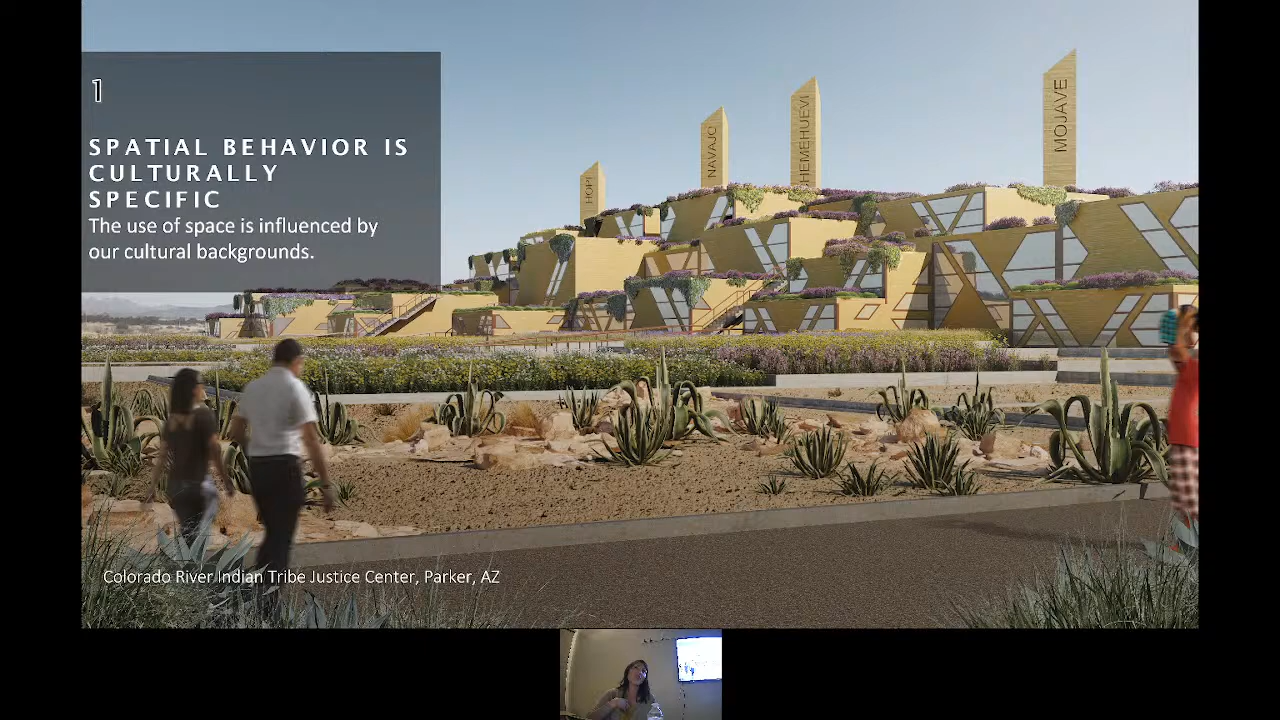 1
SPATIAL BEHAVIOR IS
CULTURALLY
SPECIFIC
The use of space is influenced by
our cultural backgrounds.
HOPI
NAVAJO
HEMEHUEVI
MOJAVE
Colorado River Indian Tribe Justice Center, Parker, AZ